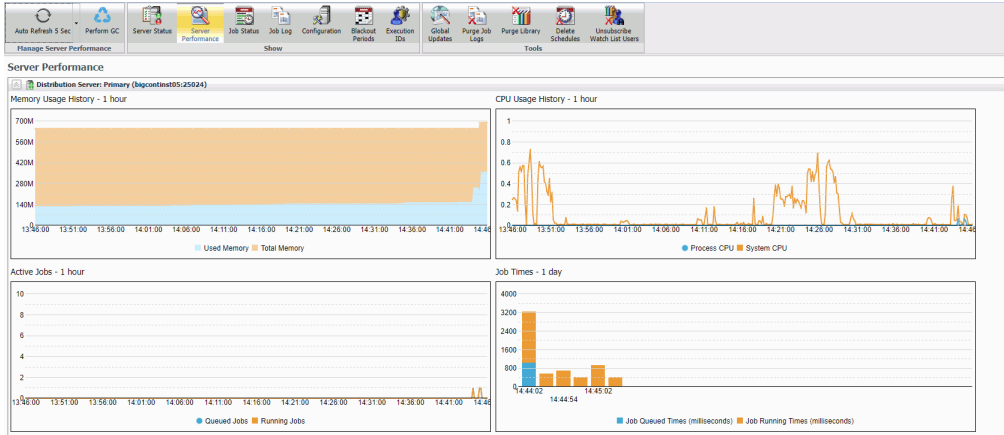 Auto Refresh 5 Sec
Perform GC
Server Status
Server Performance
Job Status
Job Log
Configuration
Blackout Periods
Execution IDs
Global Updates
Purge Job Logs
Purge Library
Delete Schedules
Unsubscribe Watch List Users
Manage Server Performance
Show
Tools
Server Performance
Distribution Server: Primary (bigcontinst05:25024)
Memory Usage History - 1 hour
700M
560M
420M
280M
140M
0
13:46:00 13:51:00 13:56:00 14:01:00 14:06:00 14:11:00 14:16:00 14:21:00 14:26:00 14:31:00 14:36:00 14:41:00 14:46
Used Memory Total Memory
CPU Usage History - 1 hour
1
0.8
0.6
0.4
0.2
0
13:46:00 13:51:00 13:56:00 14:01:00 14:06:00 14:11:00 14:16:00 14:21:00 14:26:00 14:31:00 14:36:00 14:41:00 14:46
Process CPU System CPU
Active Jobs - 1 hour
10
8
6
4
2
0
13:46:00 13:51:00 13:56:00 14:01:00 14:06:00 14:11:00 14:16:00 14:21:00 14:26:00 14:31:00 14:36:00 14:41:00 14:46
Queued Jobs Running Jobs
Job Times - 1 day
4000
3200
2400
1600
800
0
14:44:02 14:45:02
14:44:54
Job Queued Times (milliseconds) Job Running Times (milliseconds)